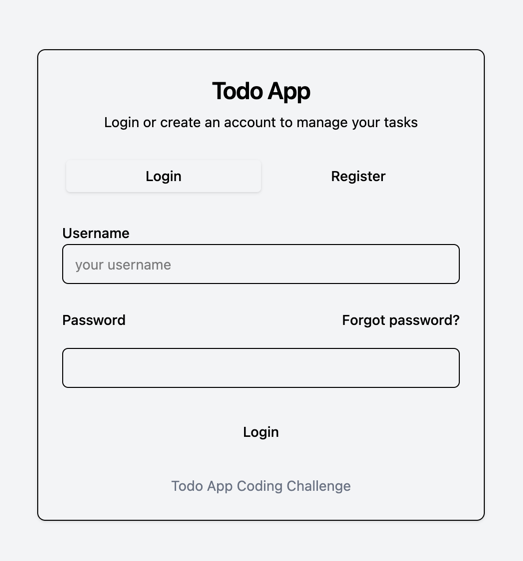 Todo App
Login or create an account to manage your tasks
Login
Register
Username
your username
Password
Forgot password?
Login
Todo App Coding Challenge